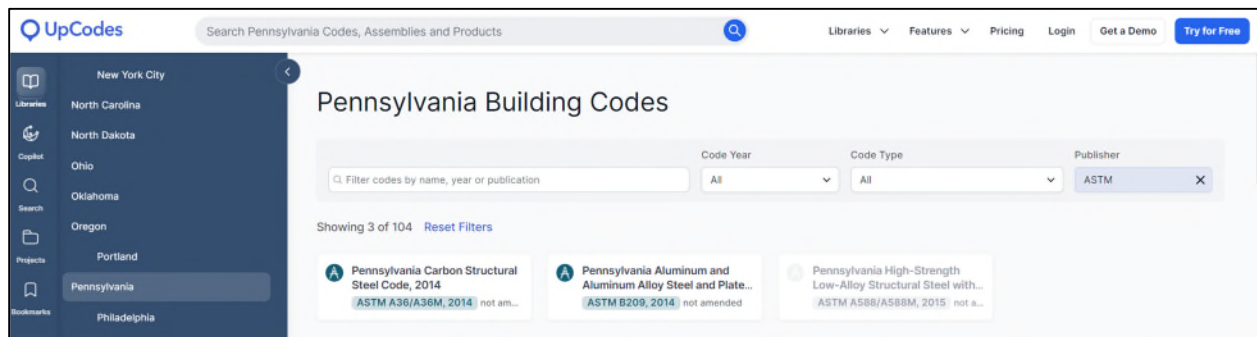 UpCodes
Search Pennsylvania Codes, Assemblies and Products
Libraries
Features
Pricing
Login
Get a Demo
Try for Free
Libraries
Copilot
Search
Projects
Bookmarks
New York City
North Carolina
North Dakota
Ohio
Oklahoma
Oregon
Portland
Pennsylvania
Philadelphia
Pennsylvania Building Codes
Code Year
Code Type
Publisher
Filter codes by name, year or publication
All
All
ASTM
Showing 3 of 104 Reset Filters
Pennsylvania Carbon Structural
Steel Code, 2014
ASTM A36/A36M, 2014 not am...
Pennsylvania Aluminum and
Aluminum Alloy Steel and Plate...
ASTM B209, 2014 not amended
Pennsylvania High-Strength
Low-Alloy Structural Steel with...
ASTM A588/A588M, 2015 not a...